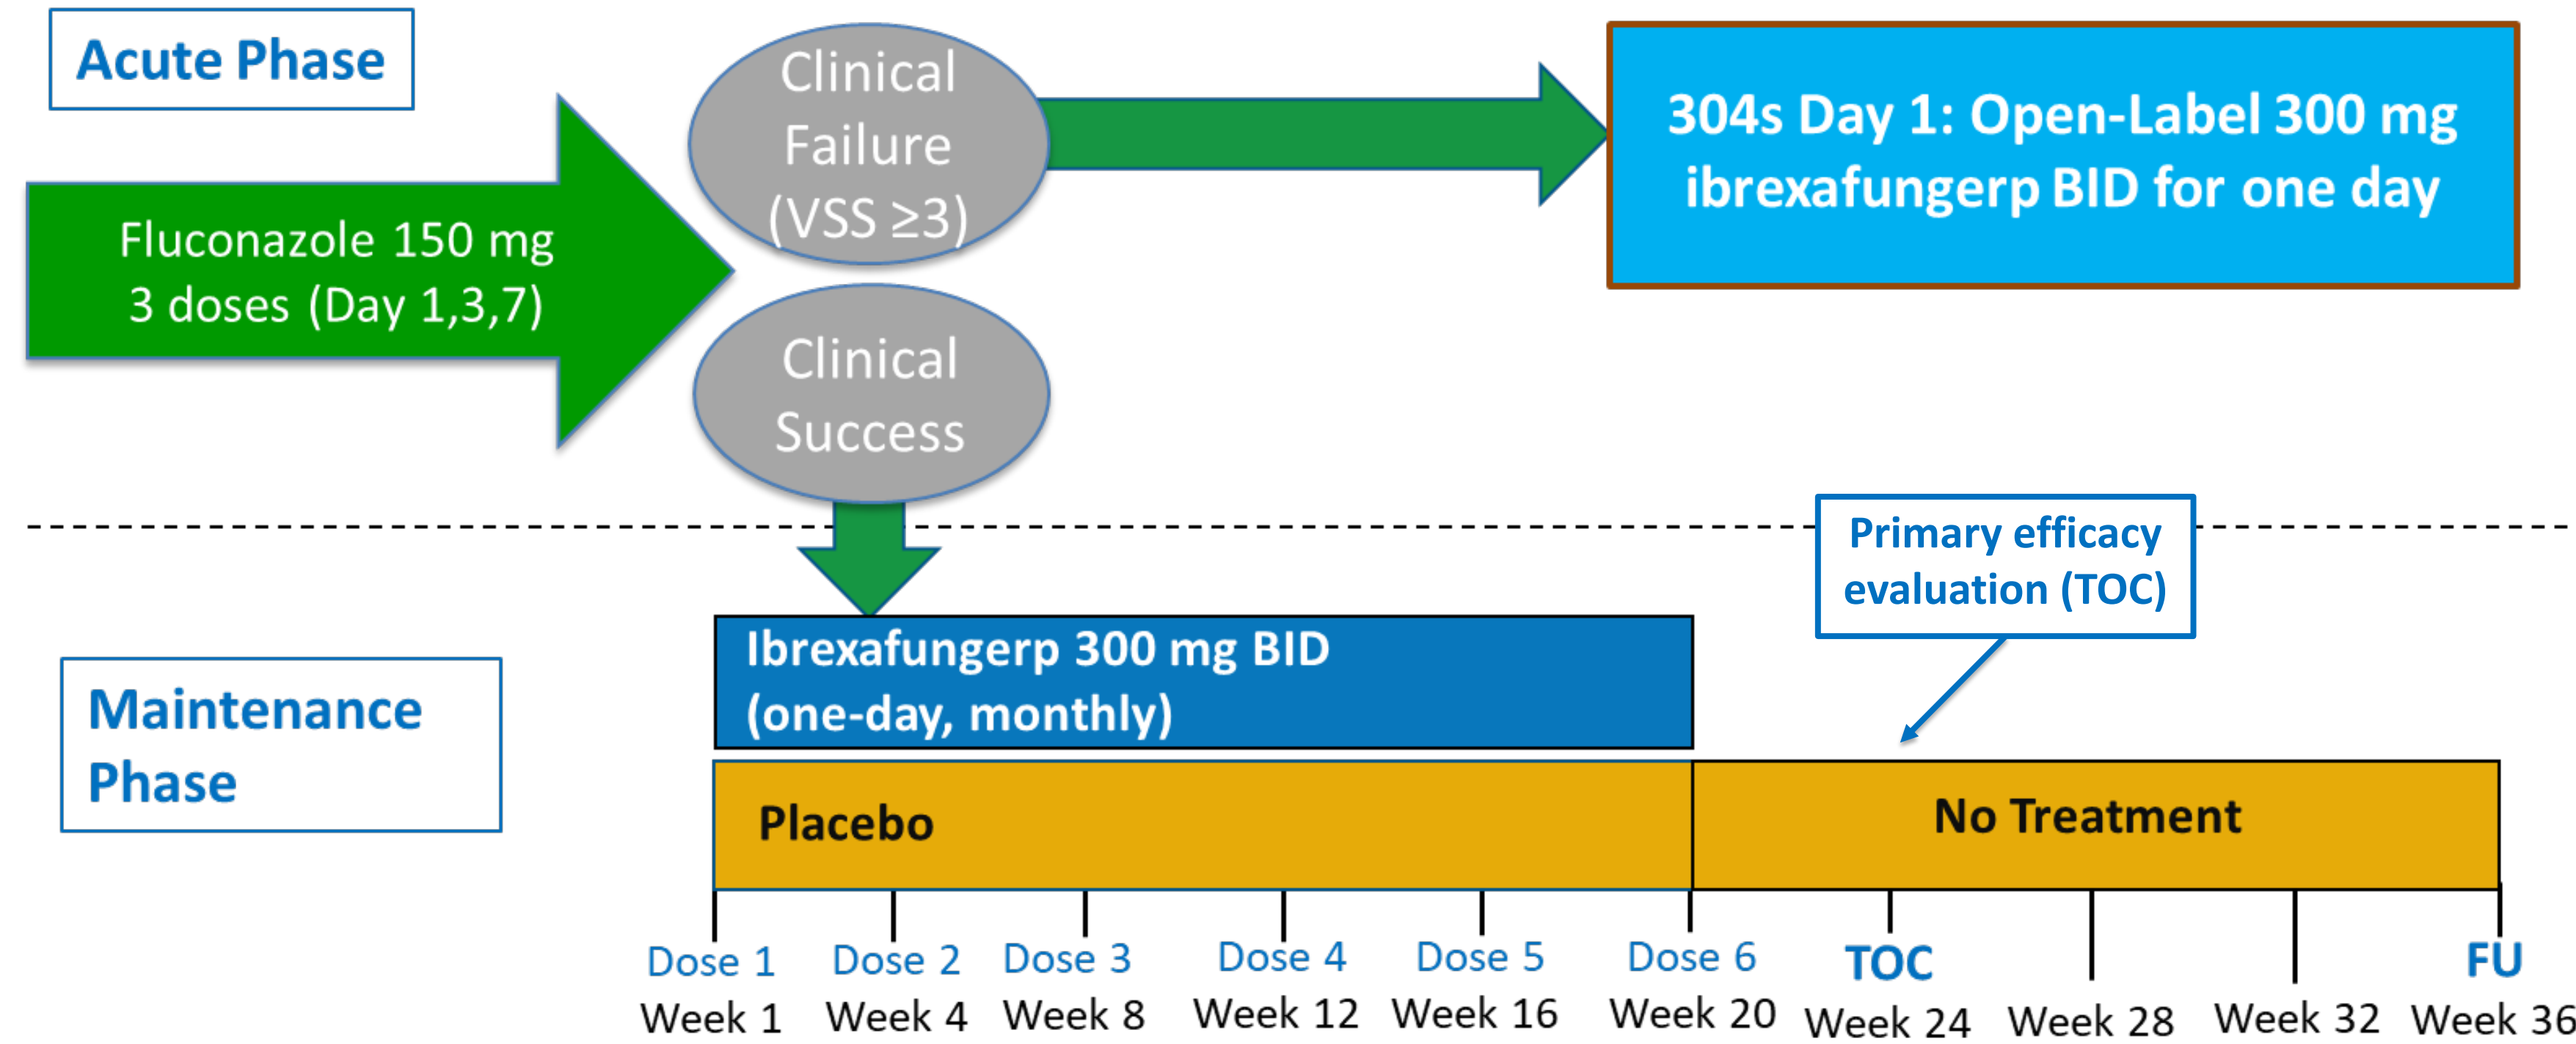 Acute Phase
Fluconazole 150 mg
3 doses (Day 1,3,7)
Clinical
Failure
(VSS ≥3)
304s Day 1: Open-Label 300 mg
ibrexafungerp BID for one day
Clinical
Success
Primary efficacy
evaluation (TOC)
Maintenance
Phase
Ibrexafungerp 300 mg BID
(one-day, monthly)
Placebo
No Treatment
Dose 1
Dose 2
Dose 3
Dose 4
Dose 5
Dose 6
TOC
FU
Week 1
Week 4
Week 8
Week 12
Week 16
Week 20
Week 24
Week 28
Week 32
Week 36